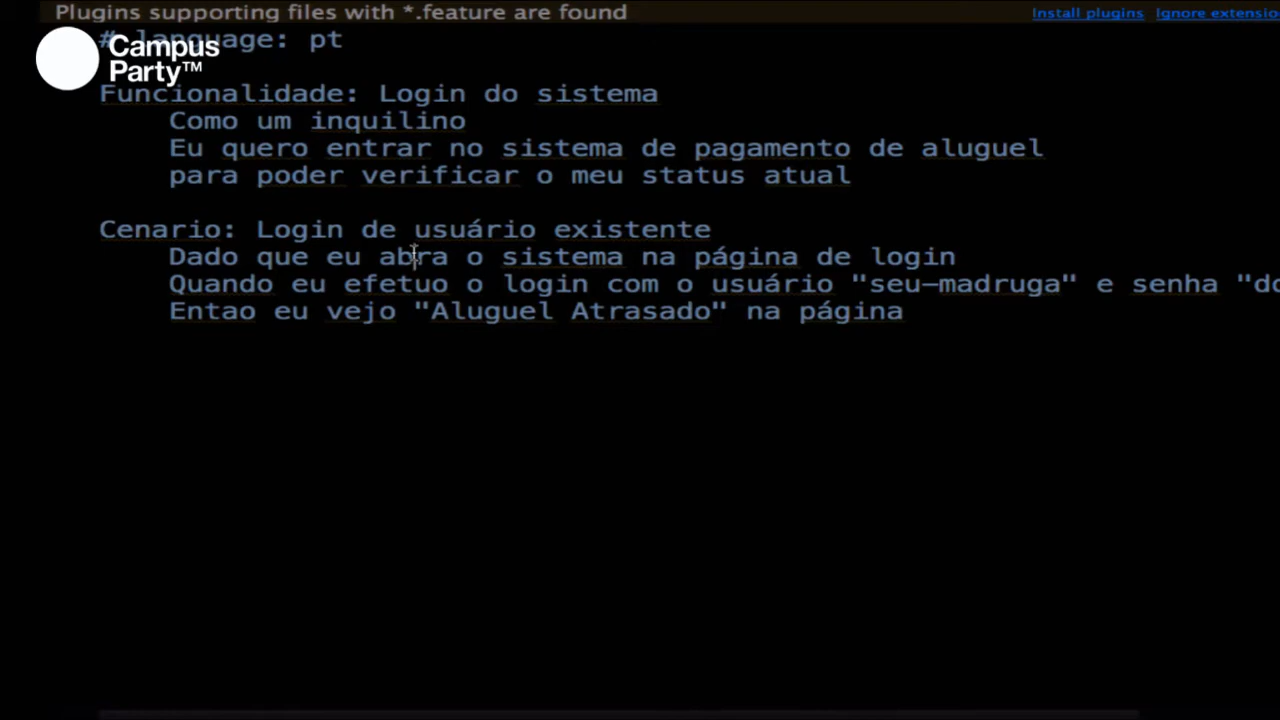 Plugins supporting files with *.feature are found
Install plugins Ignore
# language: pt
Campus
Party™
Funcionalidade: Login do sistema
Como um inquilino
Eu quero entrar no sistema de pagamento de aluguel
para poder verificar o meu status atual
Cenario: Login de usuário existente
Dado que eu abra o sistema na página de login
Quando eu efetuo o login com o usuário "seu-madruga" e senha
Entao eu vejo "Aluguel Atrasado" na página